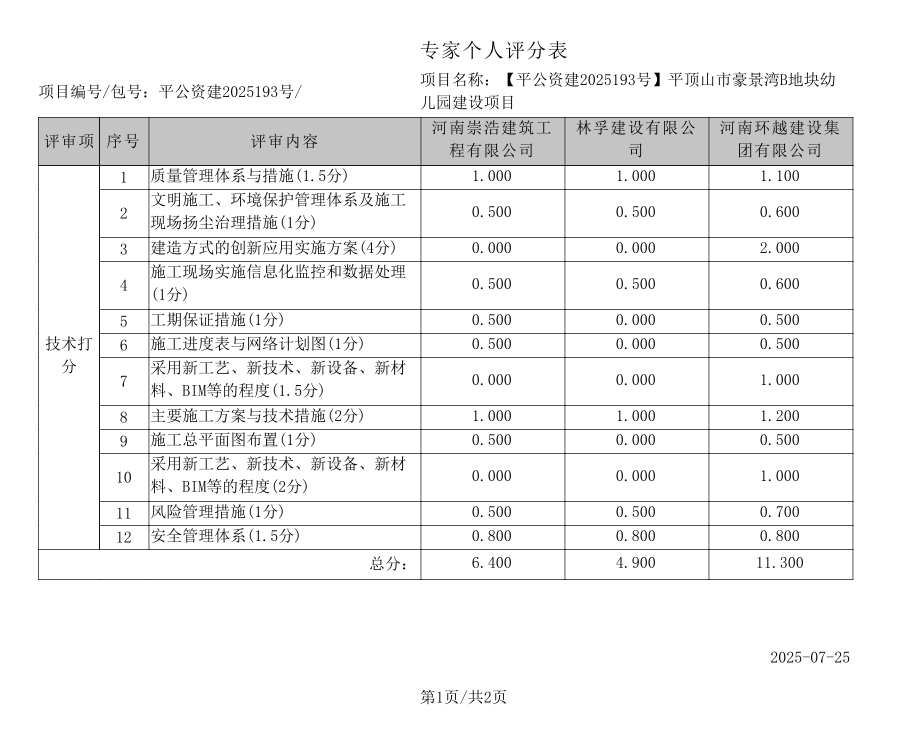 专家个人评分表
项目编号/包号: 平公资建2025193号/
项目名称: 【平公资建2025193号】平顶山市豪景湾B地块幼
儿园建设项目
评审项 序号 评审内容 河南崇浩建筑工程有限公司 林孚建设有限公司 河南环越建设集团有限公司
技术打分
1 质量管理体系与措施(1.5分) 1.000 1.000 1.100
2 文明施工、环境保护管理体系及施工现场扬尘治理措施(1分) 0.500 0.500 0.600
3 建造方式的创新应用实施方案(4分) 0.000 0.000 2.000
4 施工现场实施信息化监控和数据处理(1分) 0.500 0.500 0.600
5 工期保证措施(1分) 0.500 0.000 0.500
6 施工进度表与网络计划图(1分) 0.500 0.000 0.500
7 采用新工艺、新技术、新设备、新材料、BIM等的程度(1.5分) 0.000 0.000 1.000
8 主要施工方案与技术措施(2分) 1.000 1.000 1.200
9 施工总平面图布置(1分) 0.500 0.000 0.500
10 采用新工艺、新技术、新设备、新材料、BIM等的程度(2分) 0.000 0.000 1.000
11 风险管理措施(1分) 0.500 0.500 0.700
12 安全管理体系(1.5分) 0.800 0.800 0.800
总分: 6.400 4.900 11.300
2025-07-25
第1页/共2页